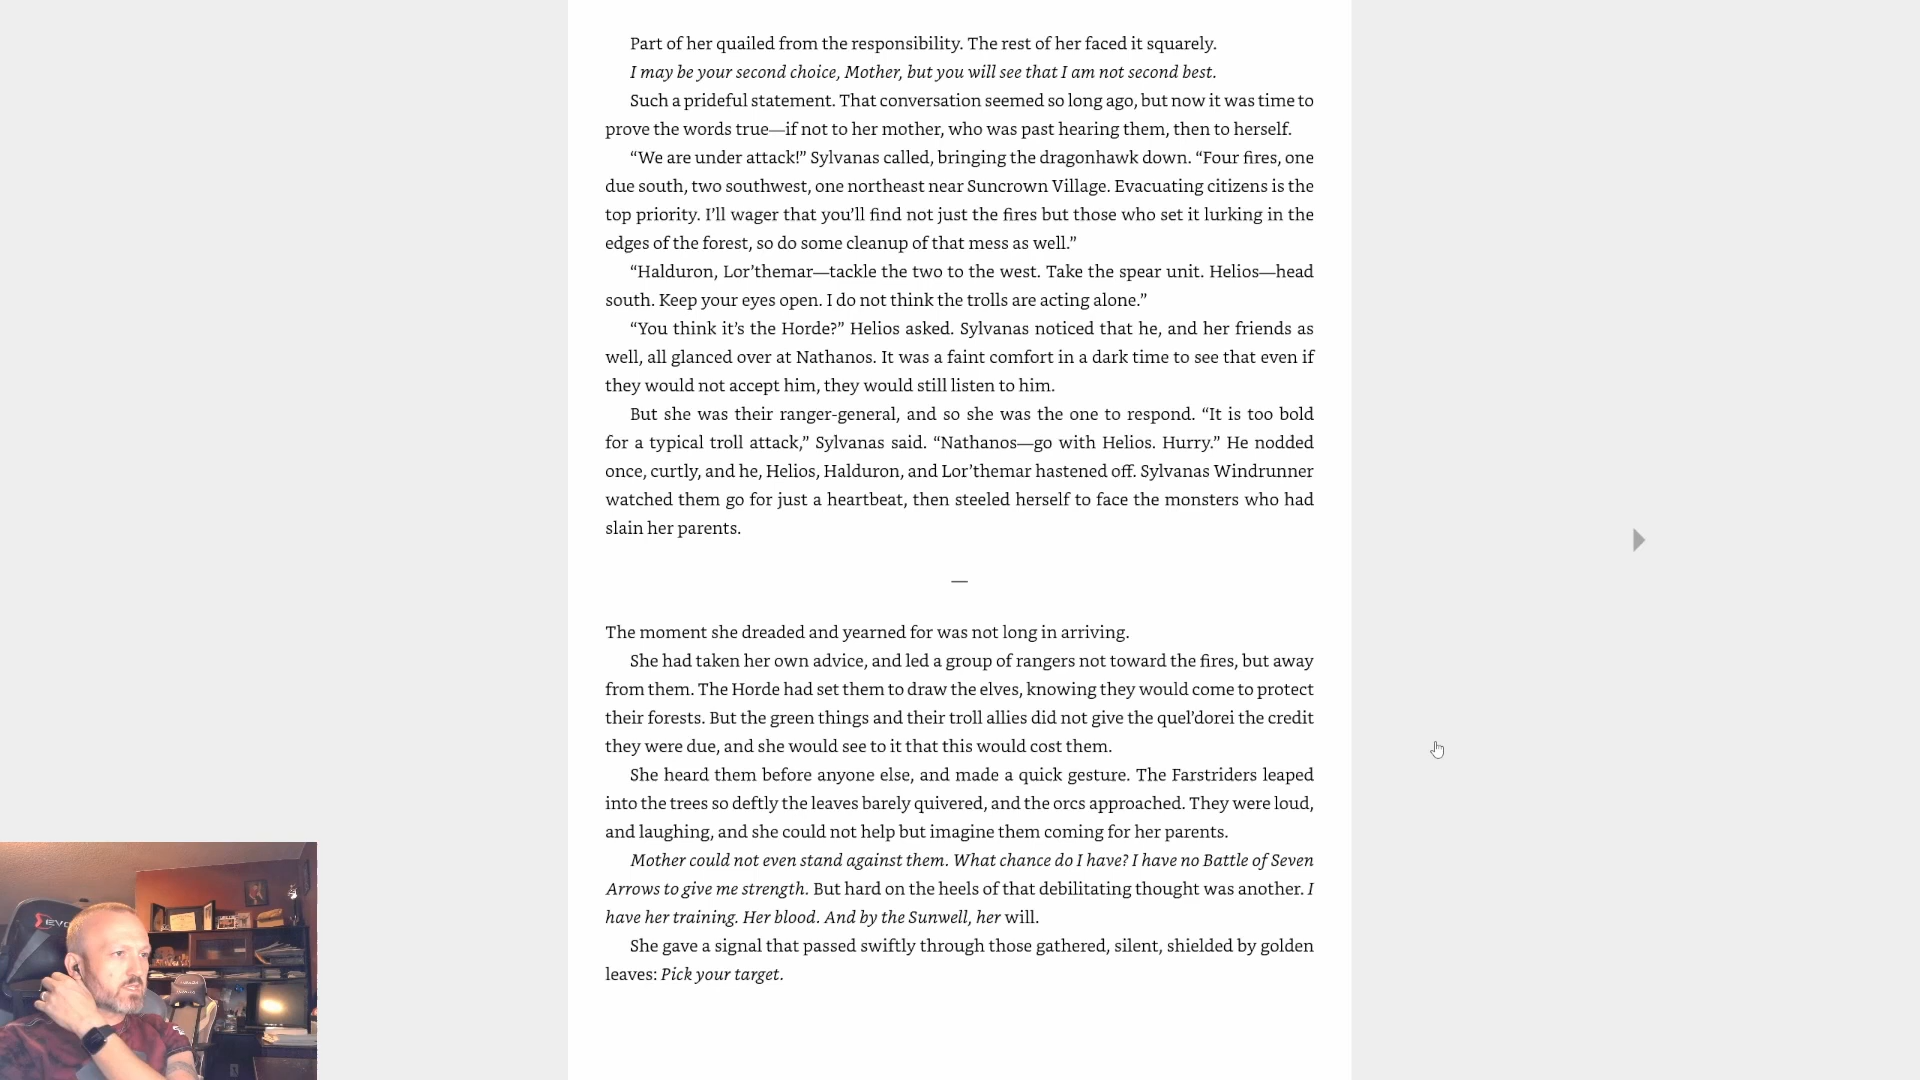 Part of her quailed from the responsibility. The rest of her faced it squarely.
I may be your second choice, Mother, but you will see that I am not second best.
Such a prideful statement. That conversation seemed so long ago, but now it was time to
prove the words true—if not to her mother, who was past hearing them, then to herself.
“We are under attack!” Sylvanas called, bringing the dragonhawk down. “Four fires, one
due south, two southwest, one northeast near Suncrown Village. Evacuating citizens is the
top priority. I’ll wager that you’ll find not just the fires but those who set it lurking in the
edges of the forest, so do some cleanup of that mess as well.”
“Halduron, Lor’themar—tackle the two to the west. Take the spear unit. Helios—head
south. Keep your eyes open. I do not think the trolls are acting alone.”
“You think it’s the Horde?” Helios asked. Sylvanas noticed that he, and her friends as
well, all glanced over at Nathanos. It was a faint comfort in a dark time to see that even if
they would not accept him, they would still listen to him.
But she was their ranger-general, and so she was the one to respond. “It is too bold
for a typical troll attack,” Sylvanas said. “Nathanos—go with Helios. Hurry.” He nodded
once, curtly, and he, Helios, Halduron, and Lor’themar hastened off. Sylvanas Windrunner
watched them go for just a heartbeat, then steeled herself to face the monsters who had
slain her parents.
—
The moment she dreaded and yearned for was not long in arriving.
She had taken her own advice, and led a group of rangers not toward the fires, but away
from them. The Horde had set them to draw the elves, knowing they would come to protect
their forests. But the green things and their troll allies did not give the quel’dorei the credit
they were due, and she would see to it that this would cost them.
She heard them before anyone else, and made a quick gesture. The Farstriders leaped
into the trees so deftly the leaves barely quivered, and the orcs approached. They were loud,
and laughing, and she could not help but imagine them coming for her parents.
Mother could not even stand against them. What chance do I have? I have no Battle of Seven
Arrows to give me strength. But hard on the heels of that debilitating thought was another. I
have her training. Her blood. And by the Sunwell, her will.
She gave a signal that passed swiftly through those gathered, silent, shielded by golden
leaves: Pick your target.